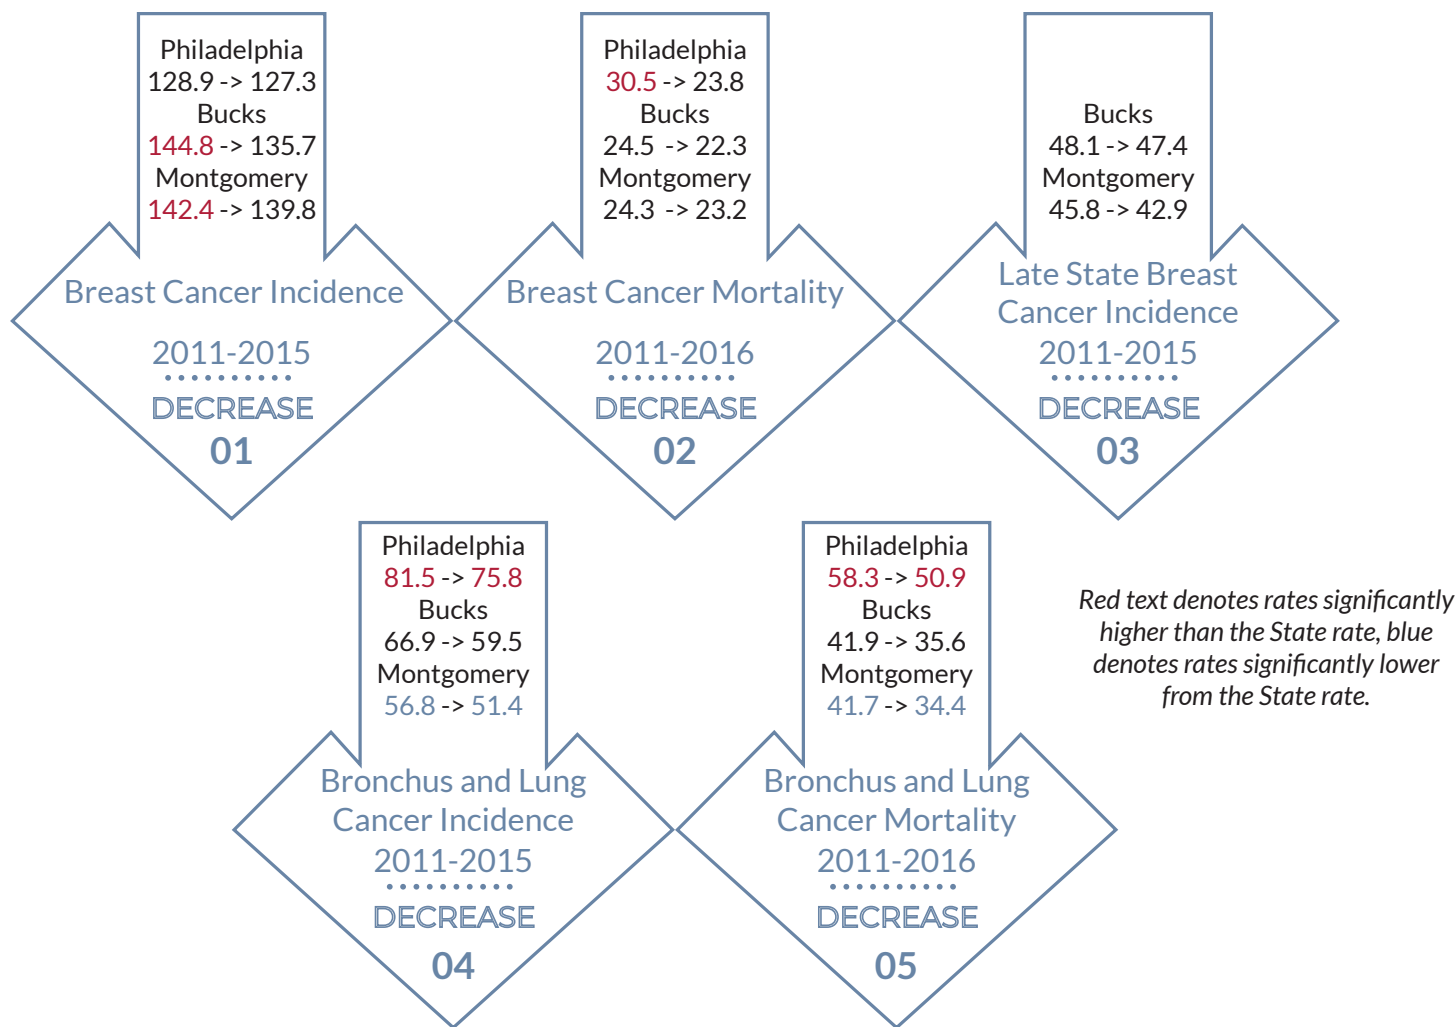 Philadelphia
128.9 -> 127.3
Bucks
144.8 -> 135.7
Montgomery
142.4 -> 139.8
Breast Cancer Incidence
2011-2015
DECREASE
01
Philadelphia
30.5 -> 23.8
Bucks
24.5 -> 22.3
Montgomery
24.3 -> 23.2
Breast Cancer Mortality
2011-2016
DECREASE
02
Bucks
48.1 -> 47.4
Montgomery
45.8 -> 42.9
Late State Breast
Cancer Incidence
2011-2015
DECREASE
03
Philadelphia
81.5 -> 75.8
Bucks
66.9 -> 59.5
Montgomery
56.8 -> 51.4
Bronchus and Lung
Cancer Incidence
2011-2015
DECREASE
04
Philadelphia
58.3 -> 50.9
Bucks
41.9 -> 35.6
Montgomery
41.7 -> 34.4
Bronchus and Lung
Cancer Mortality
2011-2016
DECREASE
05
Red text denotes rates significantly
higher than the State rate, blue
denotes rates significantly lower
from the State rate.